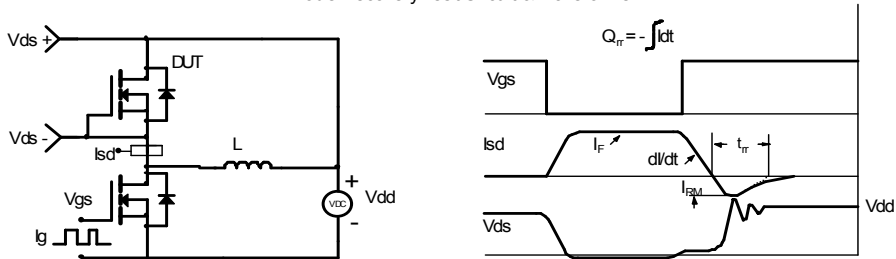 Vds +
DUT
Vds -
Isd
L
Vgs
Ig
+
VDC
-
Vdd
Qrr = - ∫Idt
Vgs
Isd
IF
dI/dt
trr
IRM
Vdd
Vds